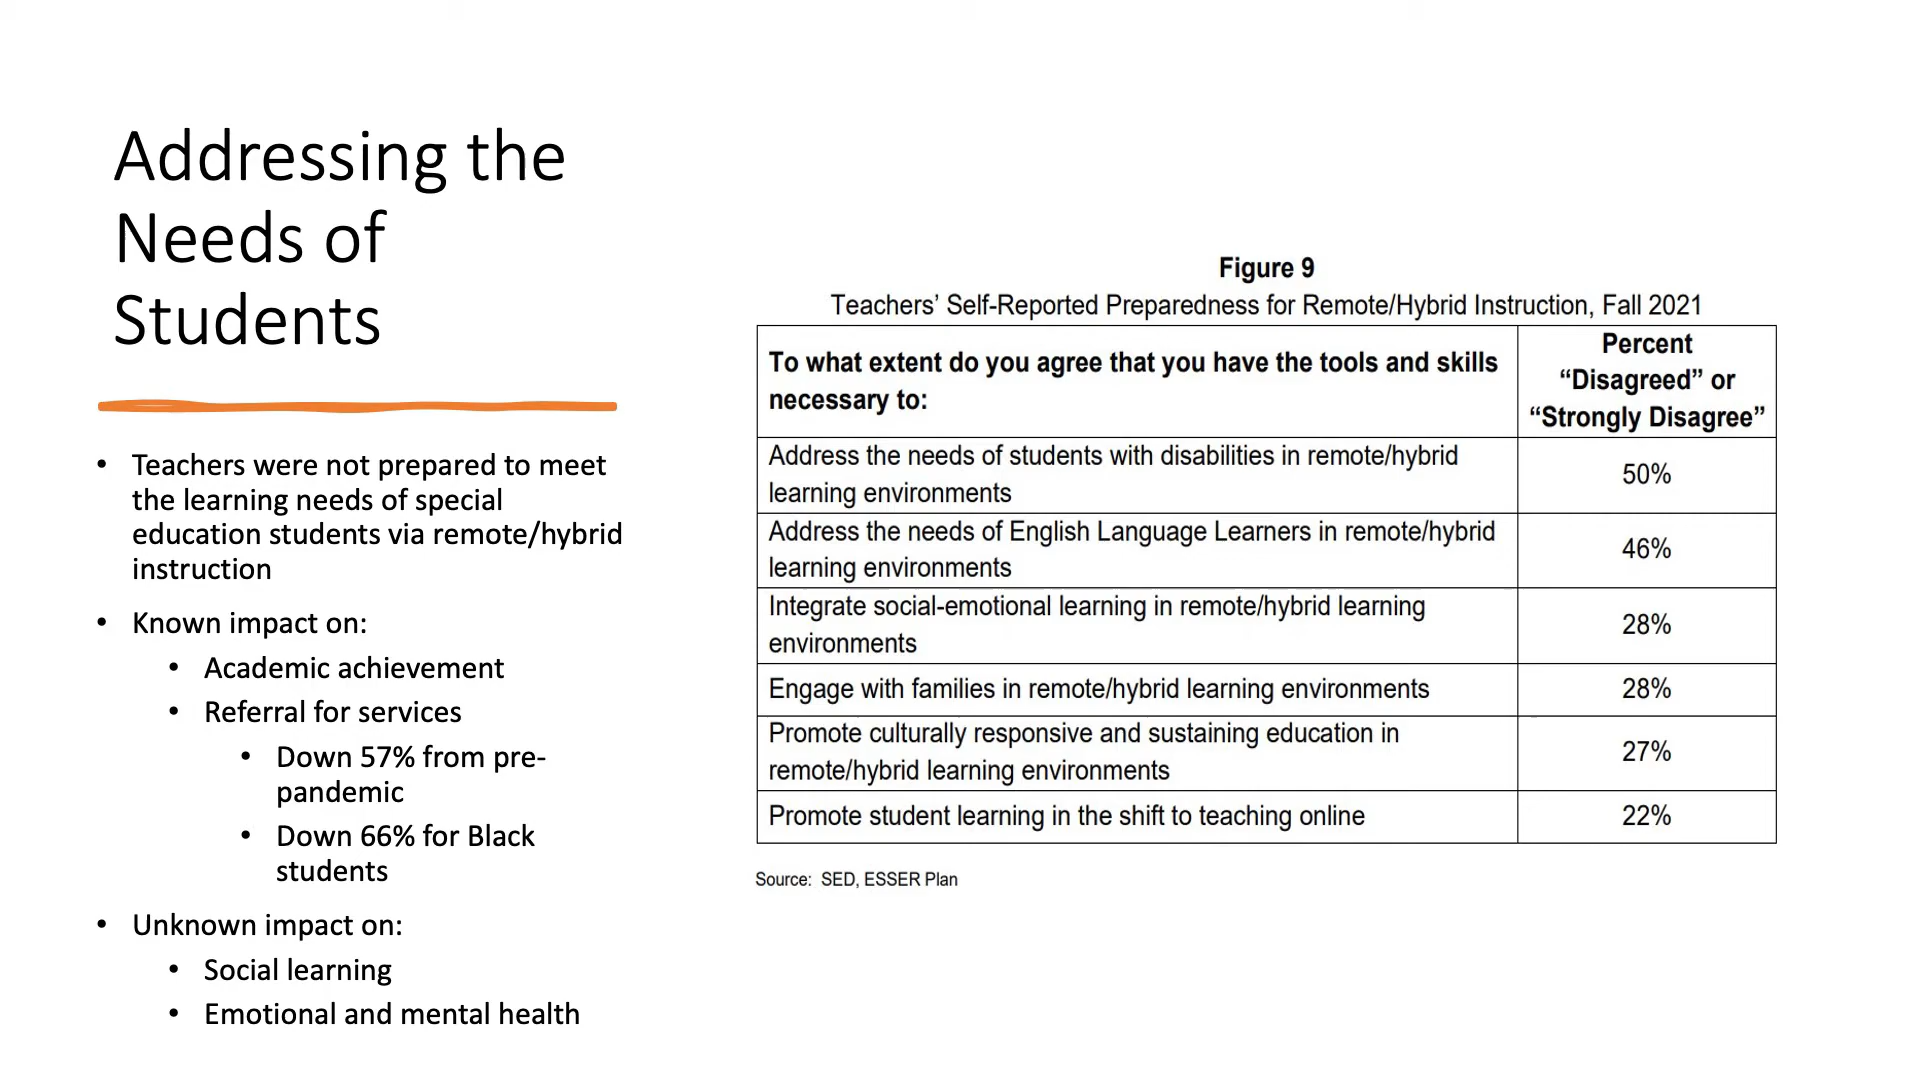 Addressing the
Needs of
Students
• Teachers were not prepared to meet
the learning needs of special
education students via remote/hybrid
instruction
• Known impact on:
• Academic achievement
• Referral for services
• Down 57% from pre-
pandemic
• Down 66% for Black
students
• Unknown impact on:
• Social learning
• Emotional and mental health
Figure 9
Teachers’ Self-Reported Preparedness for Remote/Hybrid Instruction, Fall 2021
To what extent do you agree that you have the tools and skills
necessary to:
Percent
“Disagreed” or
“Strongly Disagree”
Address the needs of students with disabilities in remote/hybrid
learning environments
50%
Address the needs of English Language Learners in remote/hybrid
learning environments
46%
Integrate social-emotional learning in remote/hybrid learning
environments
28%
Engage with families in remote/hybrid learning environments
28%
Promote culturally responsive and sustaining education in
remote/hybrid learning environments
27%
Promote student learning in the shift to teaching online
22%
Source: SED, ESSER Plan